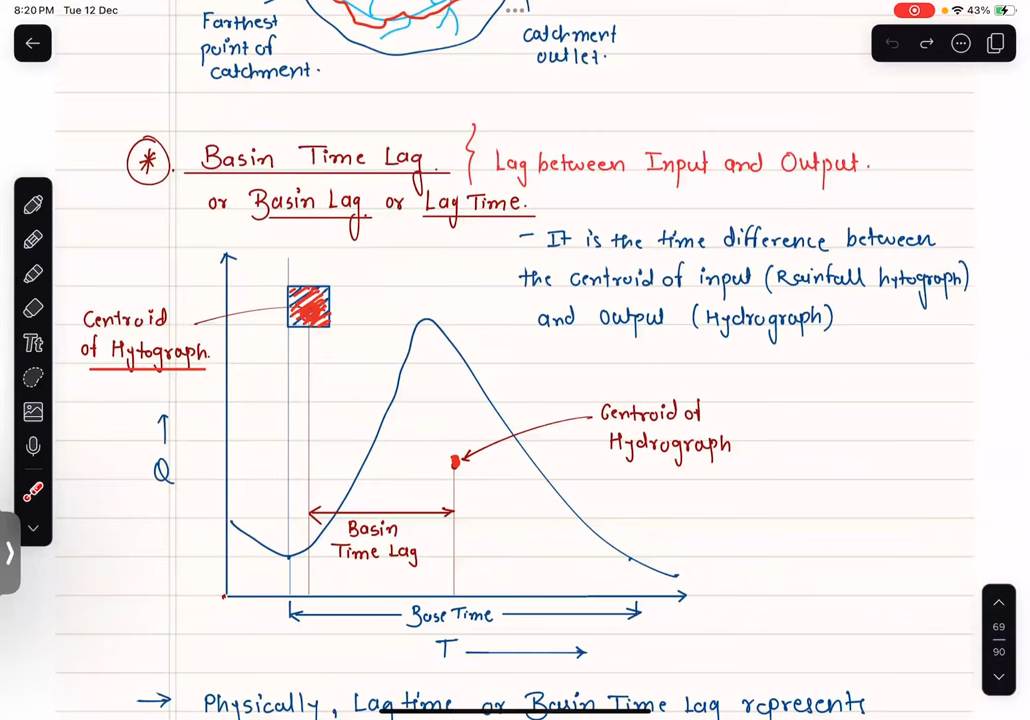 8:20 PM Tue 12 Dec
43%
Farthest
point of
catchment.
catchment
outlet.
*. Basin Time Lag } Lag between Input and Output.
or Basin Lag or Lag Time.
- It is the time difference between
the centroid of input (Rainfall hytograph)
and output (Hydrograph)
Centroid
of Hytograph.
Centroid of
Hydrograph
↑
Q
Basin
Time Lag
Base Time
T →
→ Physically, Lag time or Basin Time Lag represents
Tt
69
90